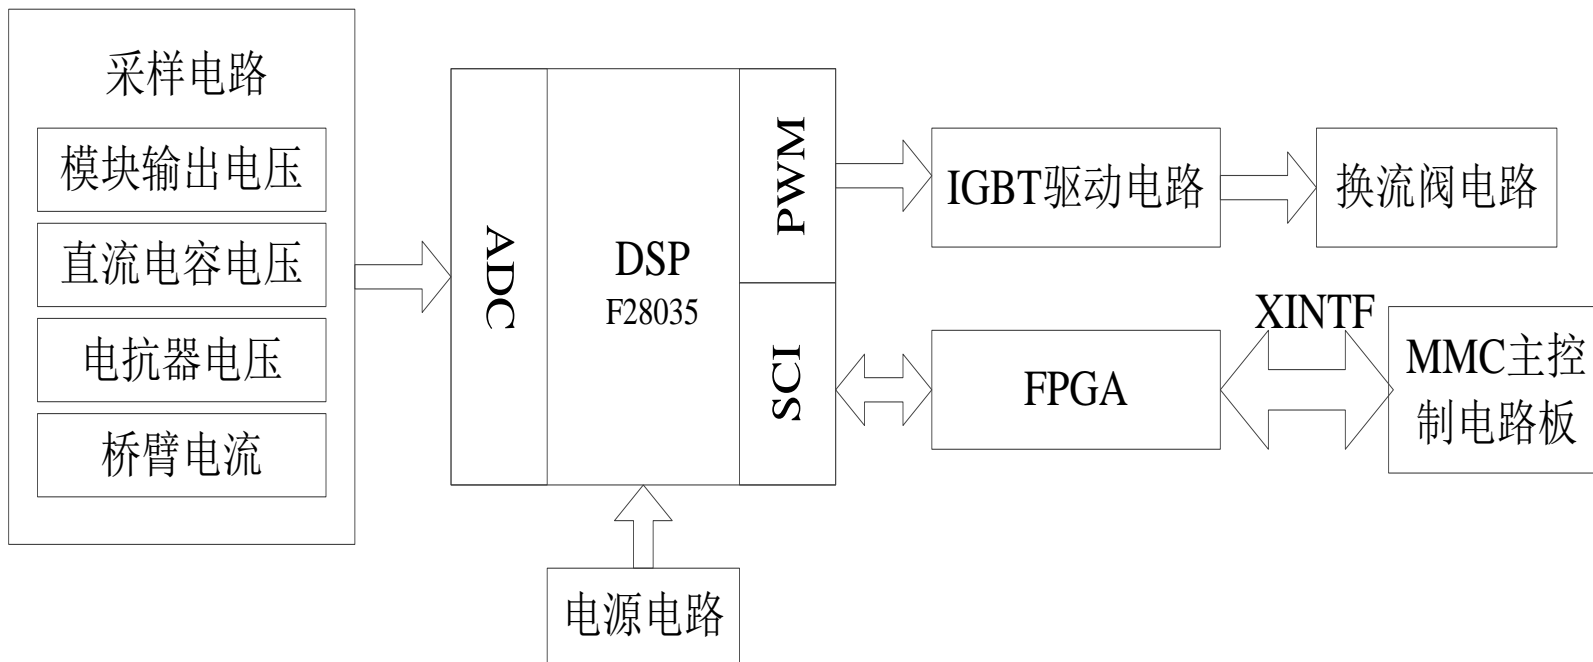 采样电路
模块输出电压
直流电容电压
电抗器电压
桥臂电流
ADC
DSP
F28035
PWM
SCI
IGBT驱动电路
换流阀电路
FPGA
XINTF
MMC主控
制电路板
电源电路